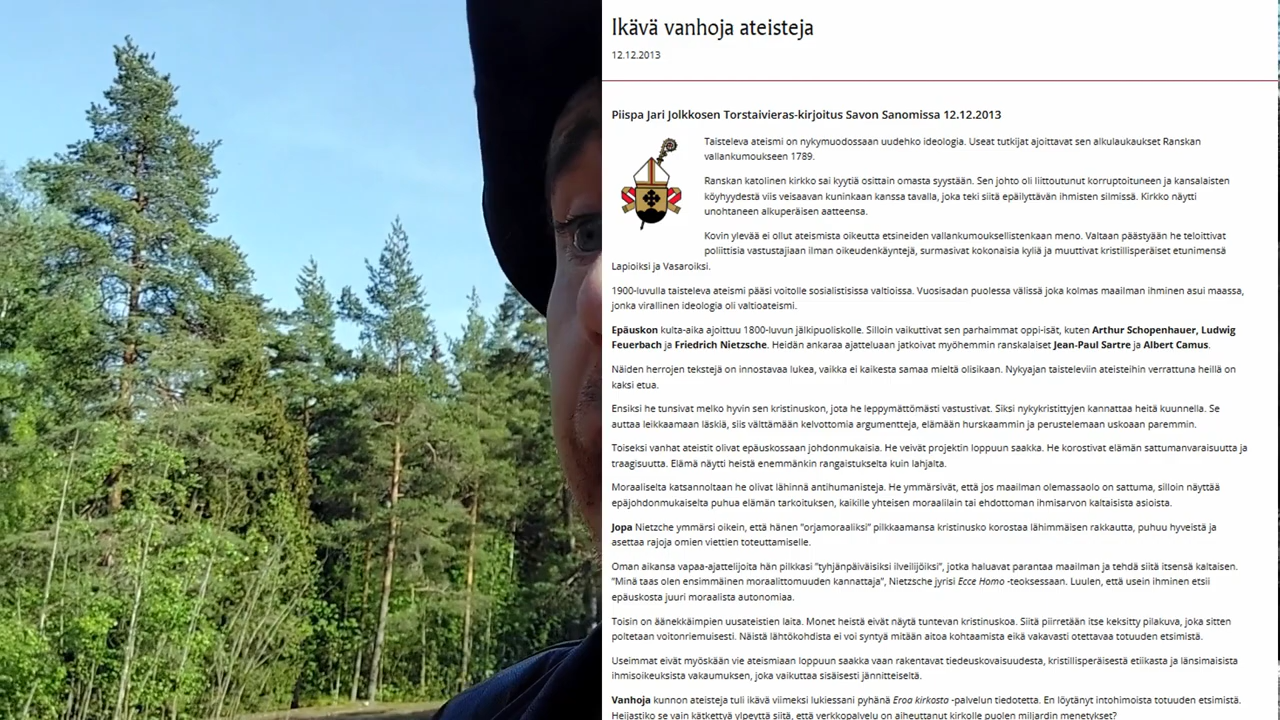 Ikävä vanhoja ateisteja
12.12.2013
Piispa Jari Jolkkosen Torstaivieras-kirjoitus Savon Sanomissa 12.12.2013
Taisteleva ateismi on nykymuodossaan uudehko ideologia. Useat tutkijat ajoittavat sen alkulaukaukset Ranskan
vallankumoukseen 1789.
Ranskan katolinen kirkko sai kyytiä osittain omasta syystään. Sen johto oli liittoutunut korruptoituneen ja kansalaisten
köyhyydestä viis veisaavan kuninkaan kanssa tavalla, joka teki siitä epäilyttävän ihmisten silmissä. Kirkko näytti
unohtaneen alkuperäisen aatteensa.
Kovin ylevää ei ollut ateismista oikeutta etsineiden vallankumouksellistenkaan meno. Valtaan päästyään he teloittivat
poliittisia vastustajiaan ilman oikeudenkäyntejä, surmasivat kokonaisia kyliä ja muuttivat kristillisperäiset etunimensä
Lapioiksi ja Vasaroiksi.
1900-luvulla taisteleva ateismi pääsi voitolle sosialistisissa valtioissa. Vuosisadan puolessa välissä joka kolmas maailman ihminen asui maassa,
jonka virallinen ideologia oli valtioateismi.
Epäuskon kulta-aika ajoittuu 1800-luvun jälkipuoliskolle. Silloin vaikuttivat sen parhaimmat oppi-isät, kuten Arthur Schopenhauer, Ludwig
Feuerbach ja Friedrich Nietzsche. Heidän ankaraa ajatteluaan jatkoivat myöhemmin ranskalaiset Jean-Paul Sartre ja Albert Camus.
Näiden herrojen tekstejä on innostavaa lukea, vaikka ei kaikesta samaa mieltä olisikaan. Nykyajan taisteleviin ateisteihin verrattuna heillä on
kaksi etua.
Ensiksi he tunsivat melko hyvin sen kristinuskon, jota he leppymättömästi vastustivat. Siksi nykykristittyjen kannattaa heitä kuunnella. Se
auttaa leikkaamaan läskiä, siis välttämään kelvottomia argumentteja, elämään hurskaammin ja perustelemaan uskoaan paremmin.
Toiseksi vanhat ateistit olivat epäuskossaan johdonmukaisia. He veivät projektin loppuun saakka. He korostivat elämän sattumanvaraisuutta ja
traagisuutta. Elämä näytti heistä enemmänkin rangaistukselta kuin lahjalta.
Moraaliselta katsannoltaan he olivat lähinnä antihumanisteja. He ymmärsivät, että jos maailman olemassaolo on sattuma, silloin näyttää
epäjohdonmukaiselta puhua elämän tarkoituksen, kaikille yhteisen moraalilain tai ehdottoman ihmisarvon kaltaisista asioista.
Jopa Nietzche ymmärsi oikein, että hänen "orjamoraaliksi" pilkkaamansa kristinusko korostaa lähimmäisen rakkautta, puhuu hyveistä ja
asettaa rajoja omien viettien toteuttamiselle.
Oman aikansa vapaa-ajattelijoita hän pilkkasi "tyhjänpäiväisiksi ilveilijöiksi", jotka haluavat parantaa maailman ja tehdä siitä itsensä kaltaisen.
"Minä taas olen ensimmäinen moraalittomuuden kannattaja", Nietzsche jyrisi Ecce Homo -teoksessaan. Luulen, että usein ihminen etsii
epäuskosta juuri moraalista autonomiaa.
Toisin on äänekkäimpien uusateistien laita. Monet heistä eivät näytä tuntevan kristinuskoa. Siitä piirretään itse keksitty pilakuva, joka sitten
poltetaan voitonriemuisesti. Näistä lähtökohdista ei voi syntyä mitään aitoa kohtaamista eikä vakavasti otettavaa totuuden etsimistä.
Useimmat eivät myöskään vie ateismiaan loppuun saakka vaan rakentavat tiedeuskovaisuudesta, kristillisperäisestä etiikasta ja länsimaisista
ihmisoikeuksista vakaumuksen, joka vaikuttaa sisäisesti jännitteiseltä.
Vanhoja kunnon ateisteja tuli ikävä viimeksi lukiessani pyhänä Eroa kirkosta -palvelun tiedotetta. En löytänyt intohimoista totuuden etsimistä.
Heijastiko se vain kätkettyä ylpeyttä siitä, että verkkopalvelu on aiheuttanut kirkolle puolen miljardin menetykset?